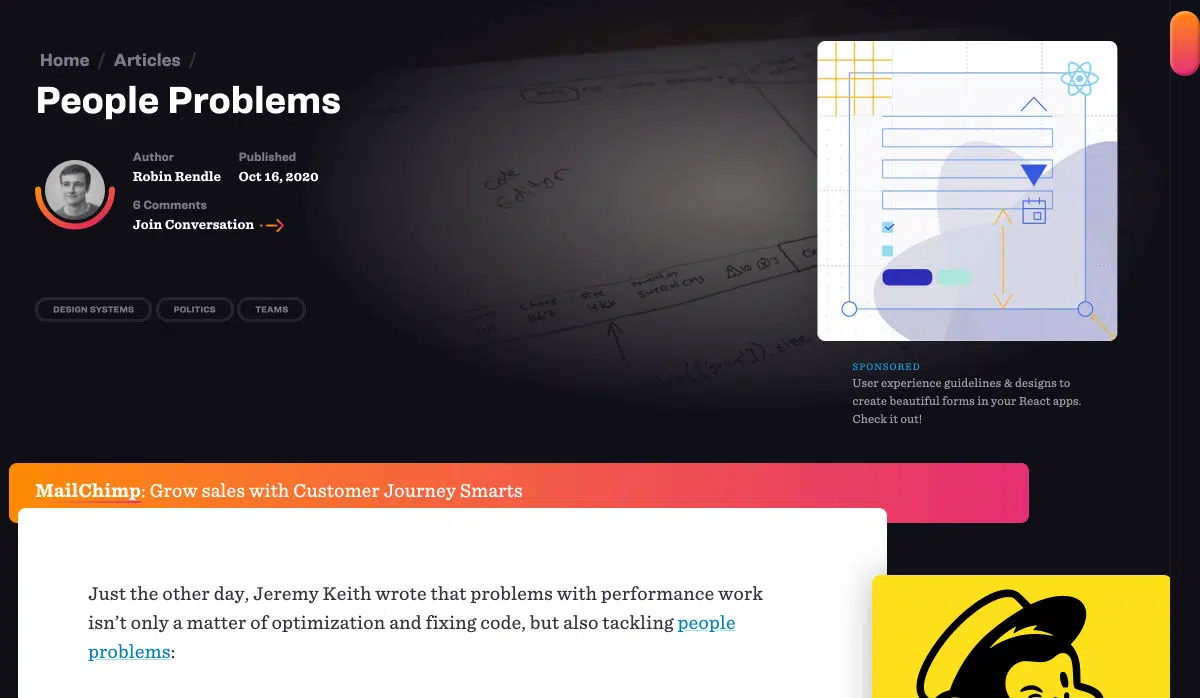 Home / Articles /
People Problems
Author
Robin Rendle
Published
Oct 16, 2020
6 Comments
Join Conversation
DESIGN SYSTEMS
POLITICS
TEAMS
code
Editor
SPONSORED
User experience guidelines & designs to
create beautiful forms in your React apps.
Check it out!
MailChimp: Grow sales with Customer Journey Smarts
Just the other day, Jeremy Keith wrote that problems with performance work
isn’t only a matter of optimization and fixing code, but also tackling people
problems: